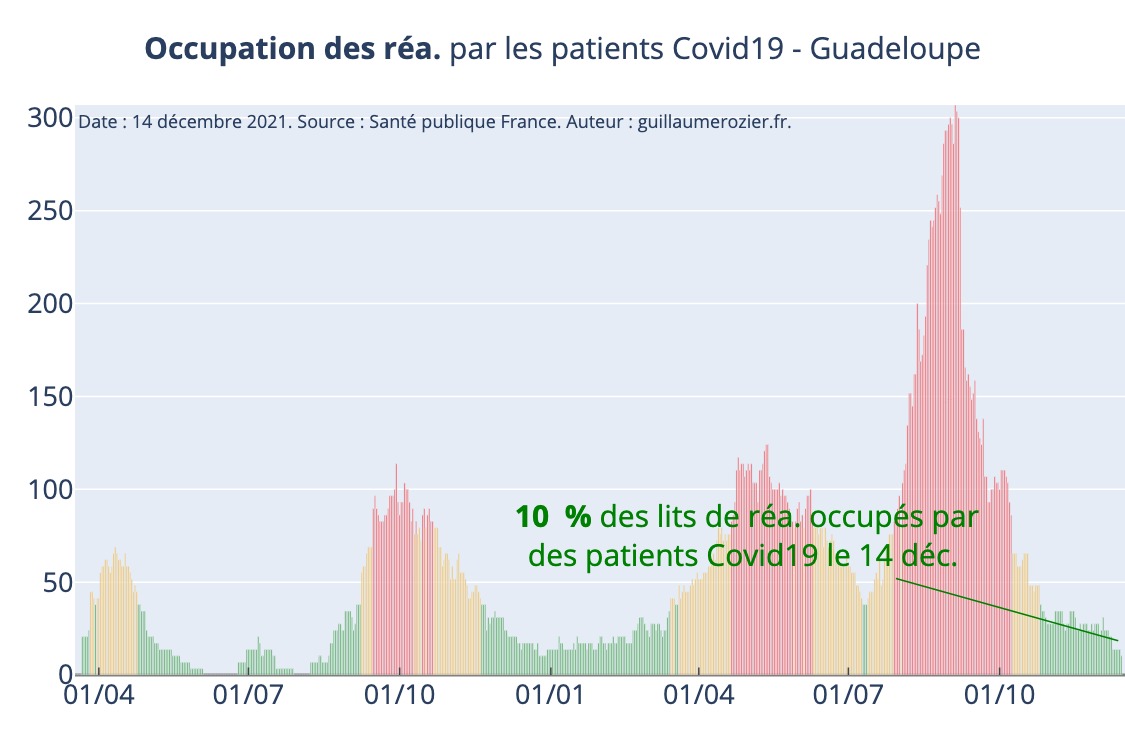 Occupation des réa. par les patients Covid19 - Guadeloupe
Date : 14 décembre 2021. Source : Santé publique France. Auteur : guillaumerozier.fr.
300
250
200
150
100
50
0
10 % des lits de réa. occupés par
des patients Covid19 le 14 déc.
01/04 01/07 01/10 01/01 01/04 01/07 01/10